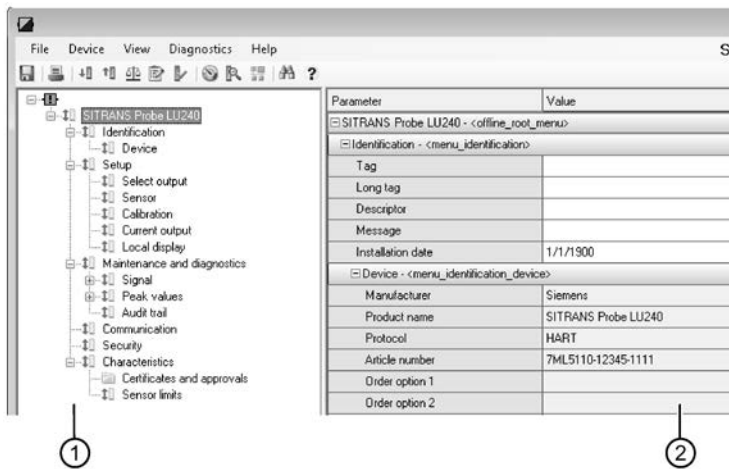 File Device View Diagnostics Help
S
?
SITRANS Probe LU240
Identification
Device
Setup
Select output
Sensor
Calibration
Current output
Local display
Maintenance and diagnostics
Signal
Peak values
Audit trail
Communication
Security
Characteristics
Certificates and approvals
Sensor limits
Parameter Value
SITRANS Probe LU240 - <offline_root_menu>
Identification - <menu_identification>
Tag
Long tag
Descriptor
Message
Installation date 1/1/1900
Device - <menu_identification_device>
Manufacturer Siemens
Product name SITRANS Probe LU240
Protocol HART
Article number 7ML5110-12345-1111
Order option 1
Order option 2
1
2